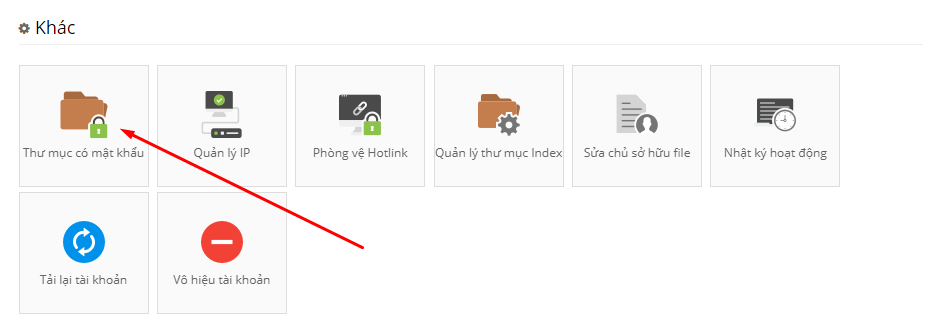 Khác
Thư mục có mật khẩu
Quản lý IP
Phòng vệ Hotlink
Quản lý thư mục Index
Sửa chủ sở hữu file
Nhật ký hoạt động
Tải lại tài khoản
Vô hiệu tài khoản